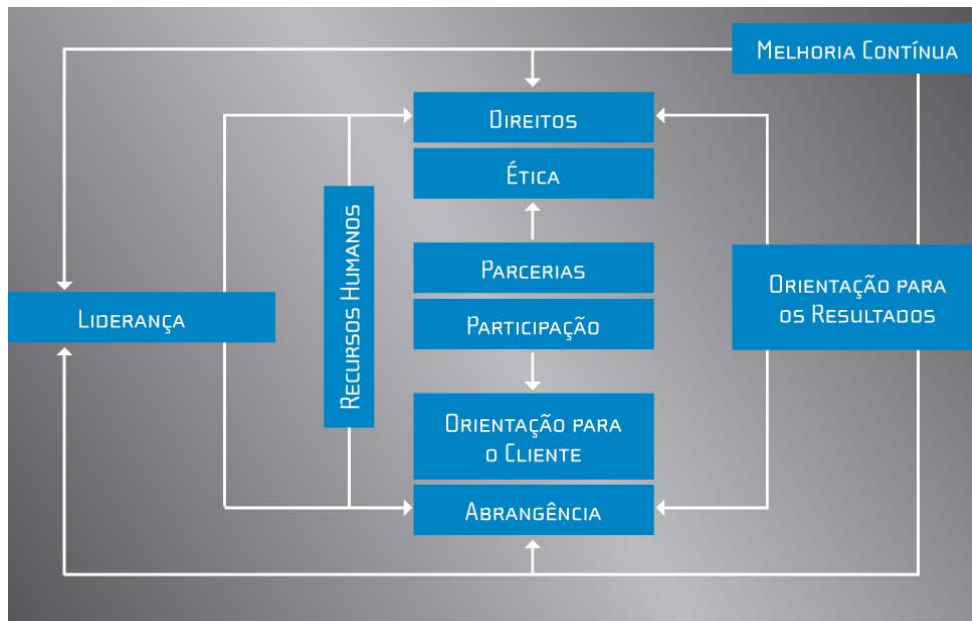 Melhoria Contínua
Direitos
Ética
Recursos Humanos
Parcerias
Participação
Liderança
Orientação para
os Resultados
Orientação para
o Cliente
Abrangência